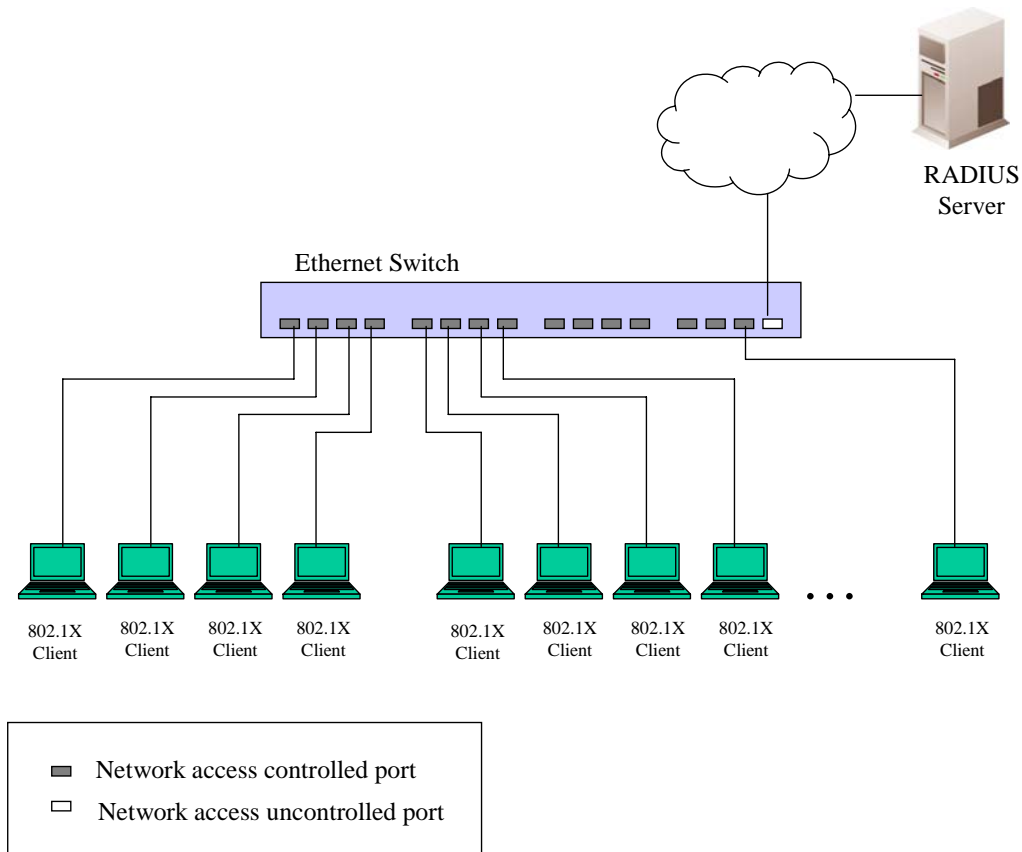 RADIUS
Server
Ethernet Switch
802.1X
Client
802.1X
Client
802.1X
Client
802.1X
Client
802.1X
Client
802.1X
Client
802.1X
Client
802.1X
Client
. . .
802.1X
Client
Network access controlled port
Network access uncontrolled port